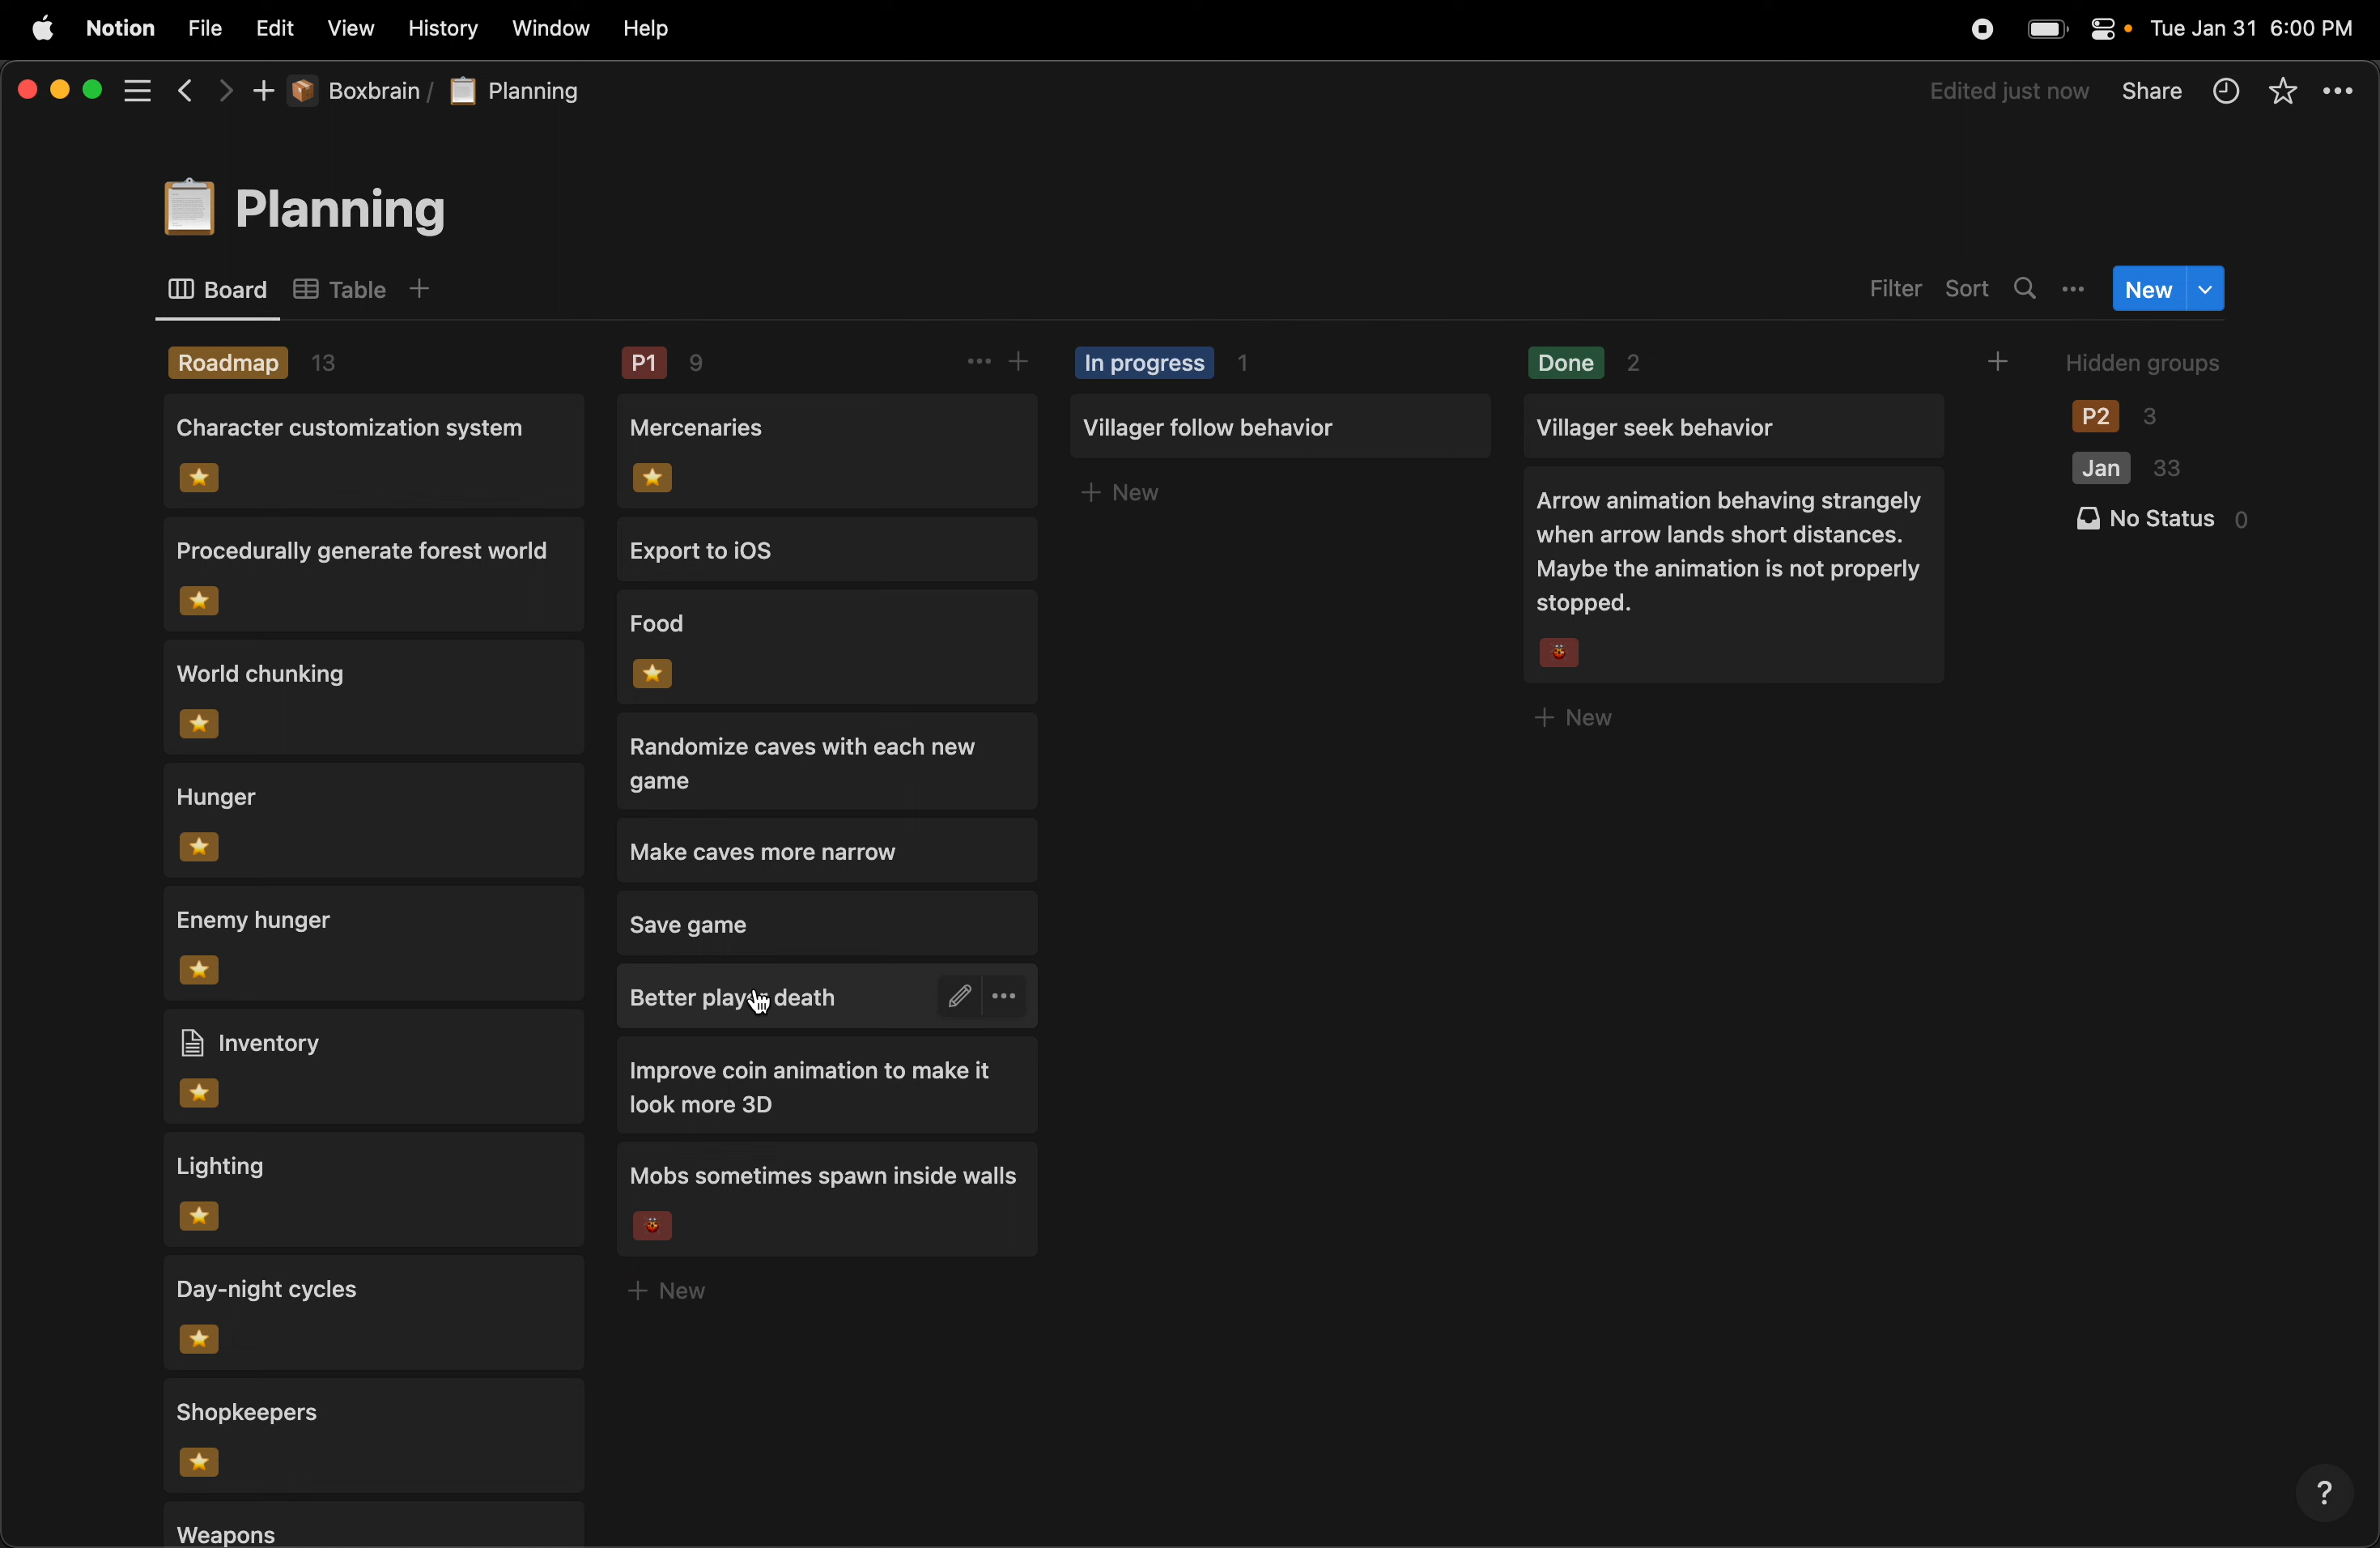 Notion File Edit View History Window Help Tue Jan 31 6:00 PM
Boxbrain / Planning Edited just now Share
Planning
Board Table Filter Sort New
Roadmap 13
Character customization system
Procedurally generate forest world
World chunking
Hunger
Enemy hunger
Inventory
Lighting
Day-night cycles
Shopkeepers
Weapons
P1 9
Mercenaries
Export to iOS
Food
Randomize caves with each new
game
Make caves more narrow
Save game
Better player death
Improve coin animation to make it
look more 3D
Mobs sometimes spawn inside walls
+ New
In progress 1
Villager follow behavior
+ New
Done 2
Villager seek behavior
Arrow animation behaving strangely
when arrow lands short distances.
Maybe the animation is not properly
stopped.
+ New
Hidden groups
P2 3
Jan 33
No Status 0
?